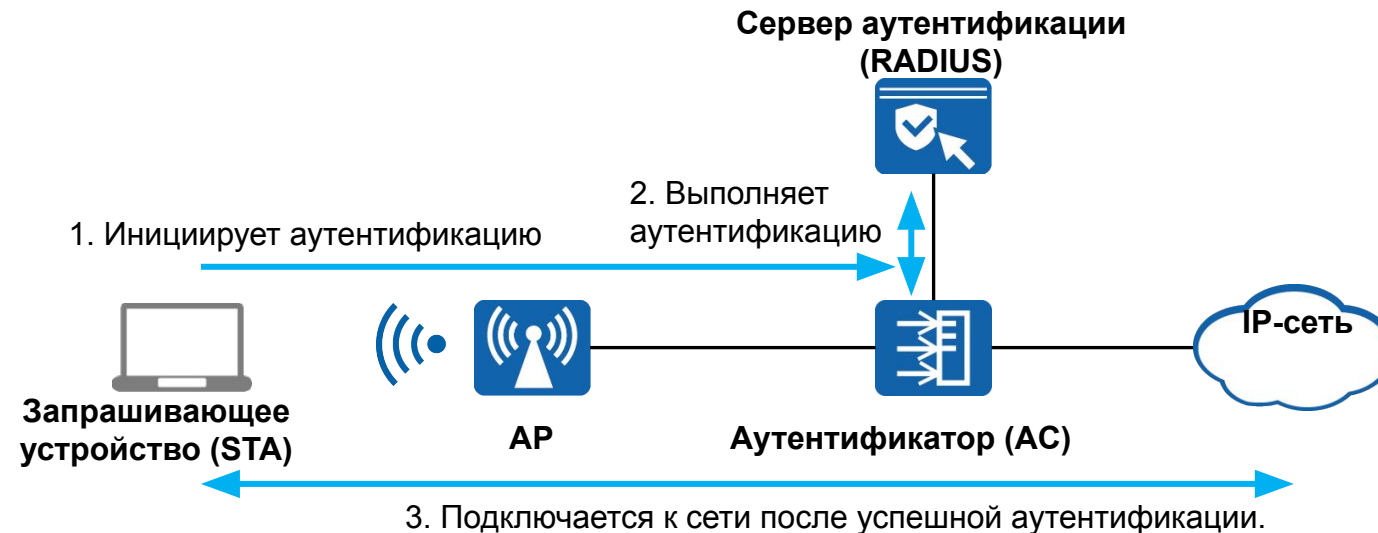 Сервер аутентификации
(RADIUS)
2. Выполняет
аутентификацию
1. Инициирует аутентификацию
IP-сеть
Запрашивающее
устройство (STA)
AP
Аутентификатор (AC)
3. Подключается к сети после успешной аутентификации.